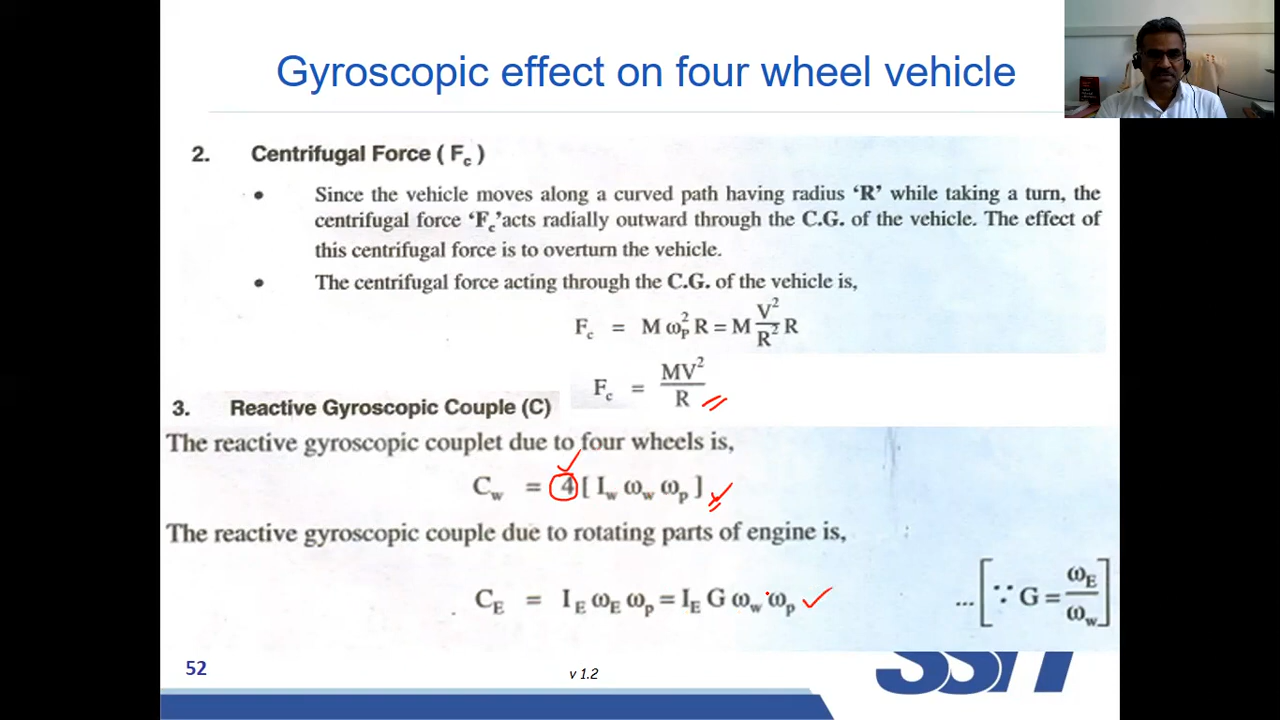 Gyroscopic effect on four wheel vehicle
2. Centrifugal Force ( Fc )
• Since the vehicle moves along a curved path having radius ‘R’ while taking a turn, the
centrifugal force ‘Fc’acts radially outward through the C.G. of the vehicle. The effect of
this centrifugal force is to overturn the vehicle.
• The centrifugal force acting through the C.G. of the vehicle is,
Fc = M ωp² R = M V²/R² R
Fc = MV²/R
3. Reactive Gyroscopic Couple (C)
The reactive gyroscopic couplet due to four wheels is,
Cw = 4 [ Iw ωw ωp ]
The reactive gyroscopic couple due to rotating parts of engine is,
CE = IE ωE ωp = IE G ωw ωp ... [∵ G = ωE/ωw]
52
v 1.2